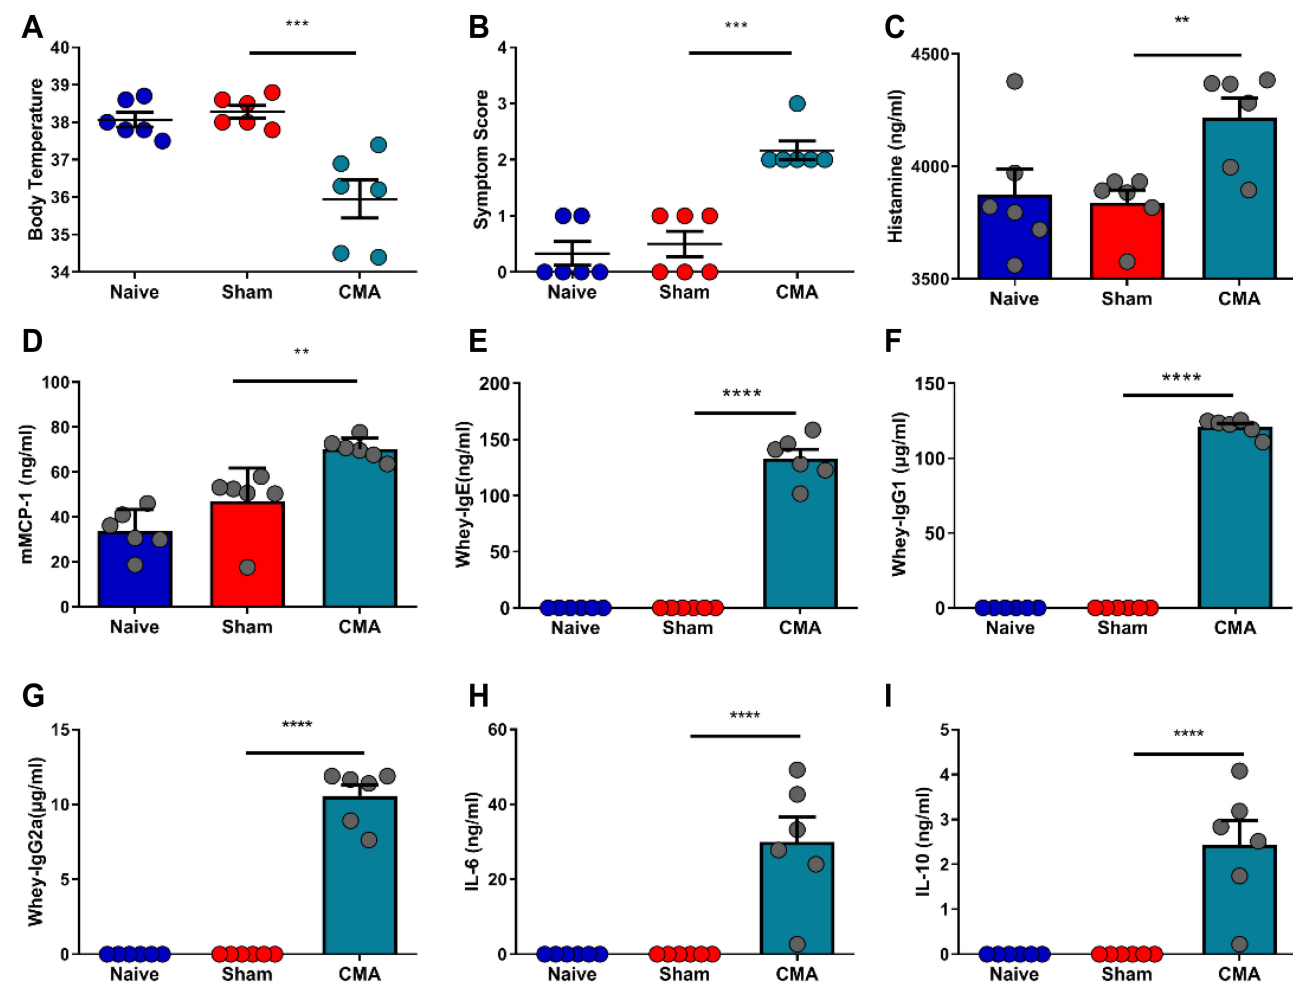 A
***
Body Temperature
40
39
38
37
36
35
34
Naive
Sham
CMA
B
***
Symptom Score
4
3
2
1
0
Naive
Sham
CMA
C
**
Histamine (ng/ml)
4500
4000
3500
Naive
Sham
CMA
D
**
mMCP-1 (ng/ml)
100
80
60
40
20
0
Naive
Sham
CMA
E
****
Whey-IgE(ng/ml)
200
150
100
50
0
Naive
Sham
CMA
F
****
Whey-IgG1 (µg/ml)
150
100
50
0
Naive
Sham
CMA
G
****
Whey-IgG2a(µg/ml)
15
10
5
0
Naive
Sham
CMA
H
****
IL-6 (ng/ml)
60
40
20
0
Naive
Sham
CMA
I
****
IL-10 (ng/ml)
5
4
3
2
1
0
Naive
Sham
CMA